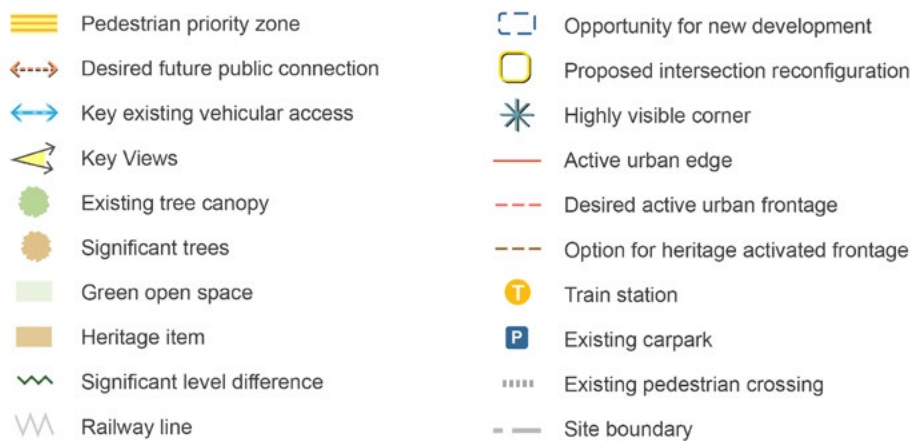 Pedestrian priority zone
Desired future public connection
Key existing vehicular access
Key Views
Existing tree canopy
Significant trees
Green open space
Heritage item
Significant level difference
Railway line
Opportunity for new development
Proposed intersection reconfiguration
Highly visible corner
Active urban edge
Desired active urban frontage
Option for heritage activated frontage
T Train station
P Existing carpark
Existing pedestrian crossing
Site boundary